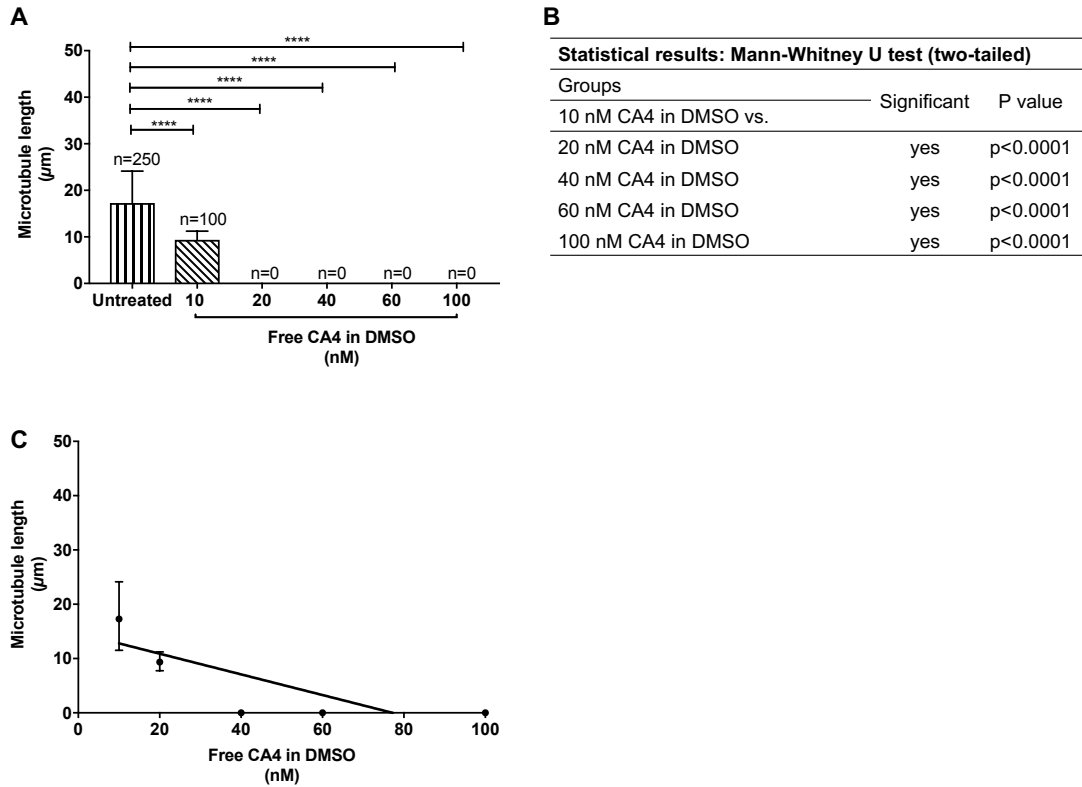 A
50
40
30
20
10
0
Microtubule length
(µm)
****
****
****
****
****
n=250
n=100
n=0
n=0
n=0
n=0
Untreated 10 20 40 60 100
Free CA4 in DMSO
(nM)
B
Statistical results: Mann-Whitney U test (two-tailed)
Groups Significant P value
10 nM CA4 in DMSO vs.
20 nM CA4 in DMSO yes p<0.0001
40 nM CA4 in DMSO yes p<0.0001
60 nM CA4 in DMSO yes p<0.0001
100 nM CA4 in DMSO yes p<0.0001
C
50
40
30
20
10
0
Microtubule length
(µm)
0 20 40 60 80 100
Free CA4 in DMSO
(nM)